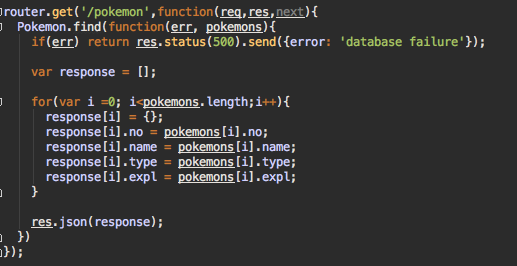 router.get('/pokemon',function(req,res,next){
  Pokemon.find(function(err, pokemons){
    if(err) return res.status(500).send({error: 'database failure'});

    var response = [];

    for(var i =0; i<pokemons.length;i++){
      response[i] = {};
      response[i].no = pokemons[i].no;
      response[i].name = pokemons[i].name;
      response[i].type = pokemons[i].type;
      response[i].expl = pokemons[i].expl;
    }

    res.json(response);
  })
});